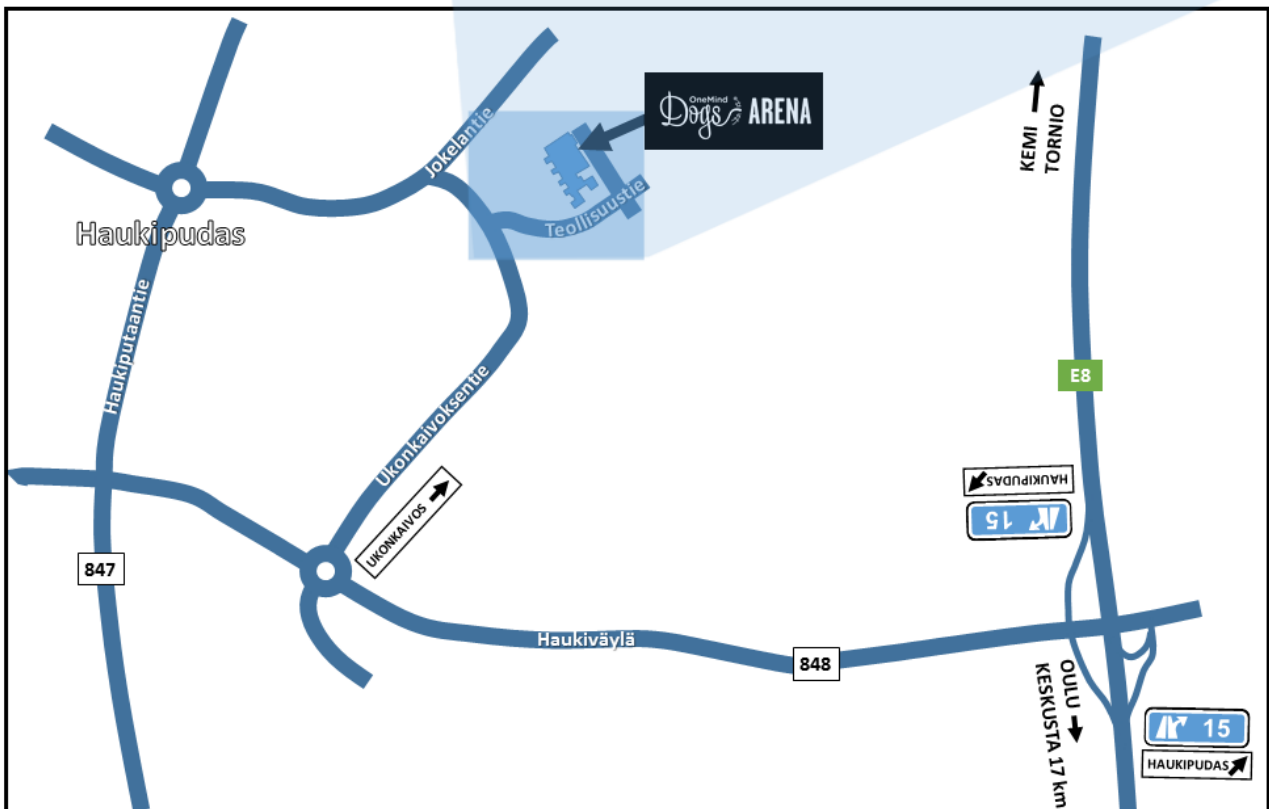 OneMind
Dogs ARENA
KEMI
TORNIO
Jokelantie
Teollisuustie
Haukipudas
Haukiputaantie
E8
Ukonkaivoksentie
HAUKIPUDAS
15
UKONKAIVOS
847
Haukiväylä
848
OULU
KESKUSTA 17 km
15
HAUKIPUDAS